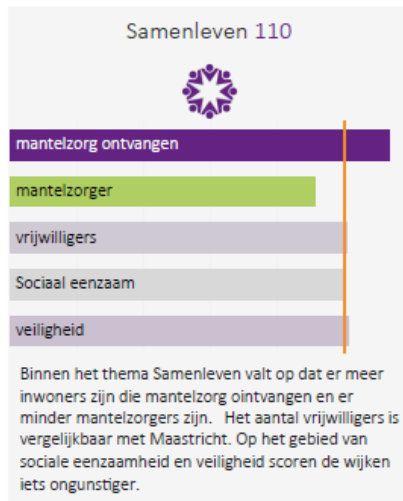 Samenleven 110
mantelzorg ontvangen
mantelzorger
vrijwilligers
Sociaal eenzaam
veiligheid
Binnen het thema Samenleven valt op dat er meer
inwoners zijn die mantelzorg ointvangen en er
minder mantelzorgers zijn.   Het aantal vrijwilligers is
vergelijkbaar met Maastricht. Op het gebied van
sociale eenzaamheid en veiligheid scoren de wijken
iets ongunstiger.